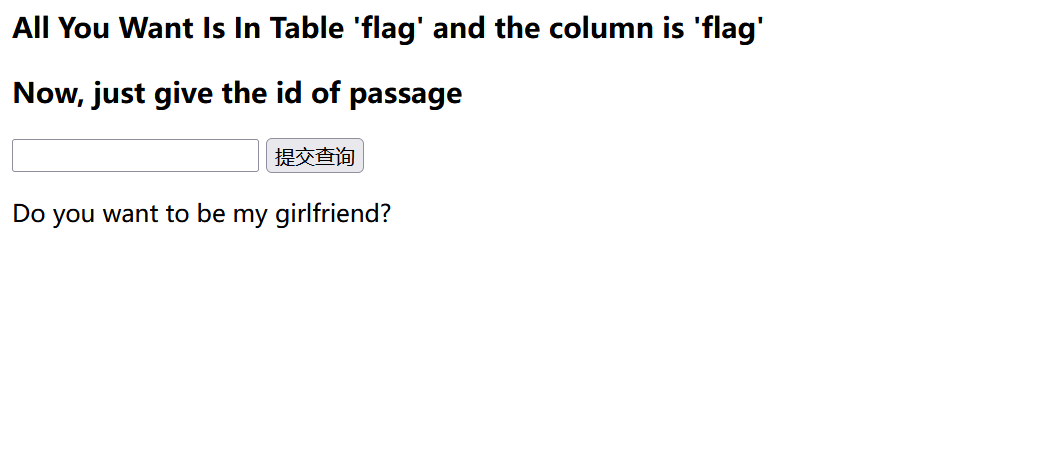 All You Want Is In Table 'flag' and the column is 'flag'
Now, just give the id of passage
提交查询
Do you want to be my girlfriend?